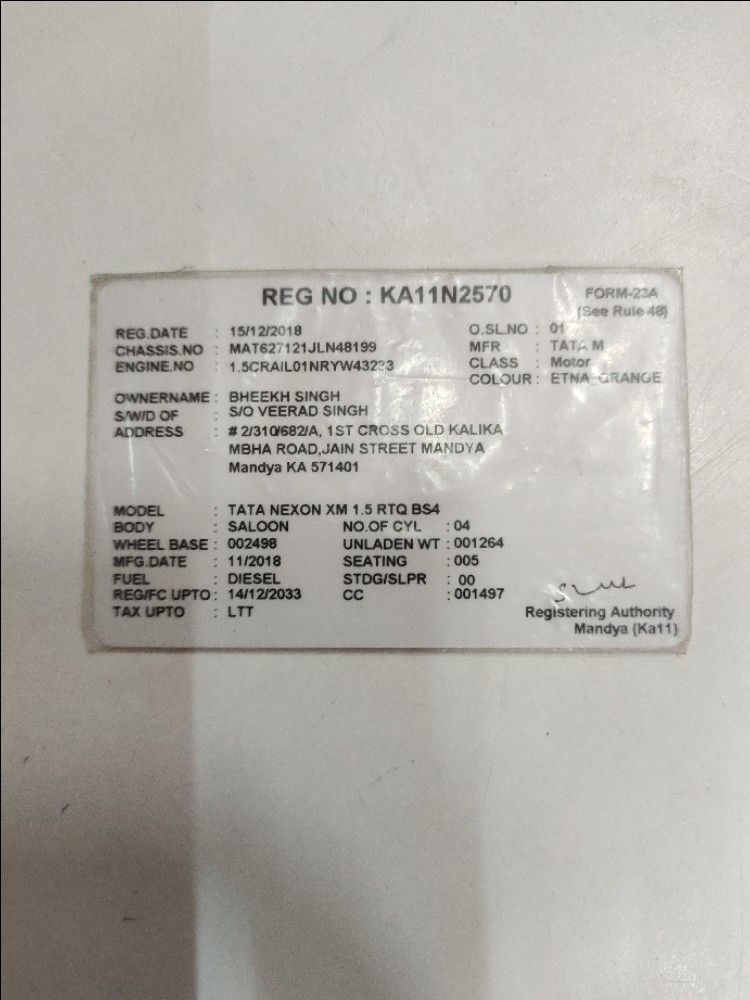 REG NO : KA11N2570
FORM-23A
(See Rule 48)
REG.DATE : 15/12/2018 O.SL.NO : 01
CHASSIS.NO : MAT627121JLN48199 MFR : TATA M
ENGINE.NO : CLASS : Motor
COLOUR : ETNA ORANGE
OWNERNAME : BHEEKH SINGH
S/W/D OF : S/O VEERAD SINGH
ADDRESS : # 2/310/682/A, 1ST CROSS OLD KALIKA
MBHA ROAD,JAIN STREET MANDYA
Mandya KA 571401
MODEL : TATA NEXON XM 1.5 RTQ BS4
BODY : SALOON NO.OF CYL : 04
WHEEL BASE : 002498 UNLADEN WT : 001264
MFG.DATE : 11/2018 SEATING : 005
FUEL : DIESEL STDG/SLPR : 00
REG/FC UPTO : 14/12/2033 CC : 001497
TAX UPTO : LTT
Registering Authority
Mandya (Ka11)